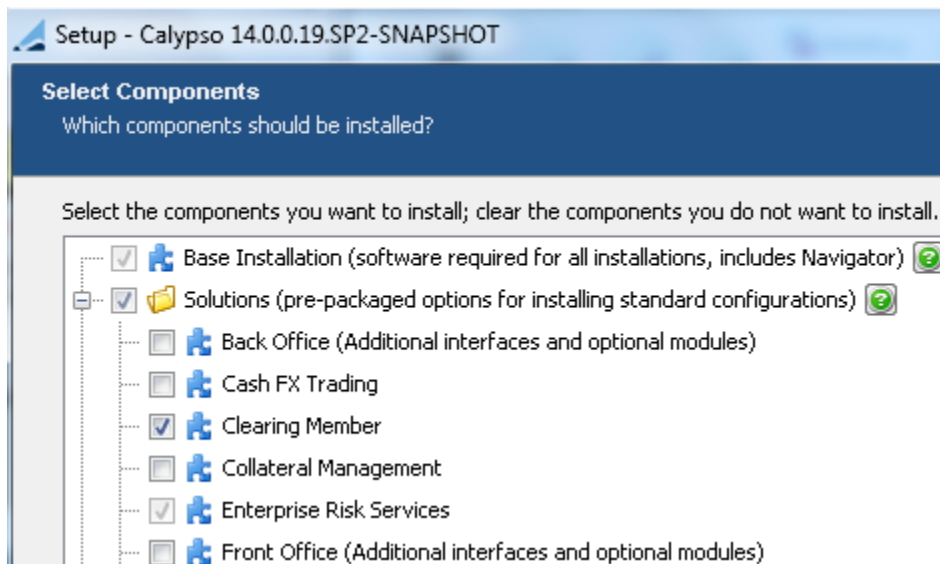 Setup - Calypso 14.0.0.19.SP2-SNAPSHOT
Select Components
Which components should be installed?
Select the components you want to install; clear the components you do not want to install.
Base Installation (software required for all installations, includes Navigator)
Solutions (pre-packaged options for installing standard configurations)
Back Office (Additional interfaces and optional modules)
Cash FX Trading
Clearing Member
Collateral Management
Enterprise Risk Services
Front Office (Additional interfaces and optional modules)